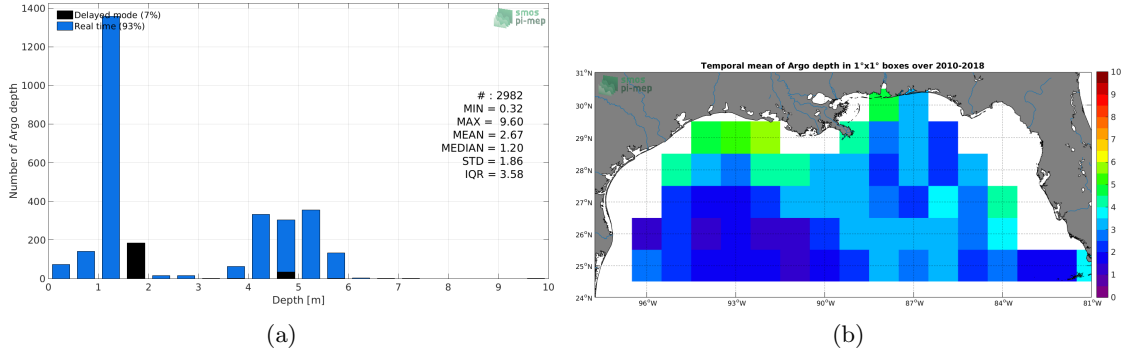 Delayed mode (7%)
Real time (93%)
smos
pi-mep
Number of Argo depth
1400
1200
1000
800
600
400
200
0
# : 2982
MIN = 0.32
MAX = 9.60
MEAN = 2.67
MEDIAN = 1.20
STD = 1.86
IQR = 3.58
0 1 2 3 4 5 6 7 8 9 10
Depth [m]
(a)
Temporal mean of Argo depth in 1°x1° boxes over 2010-2018
smos
pi-mep
31°N
30°N
29°N
28°N
27°N
26°N
25°N
24°N
96°W 93°W 90°W 87°W 84°W 81°W
10
9
8
7
6
5
4
3
2
1
0
(b)